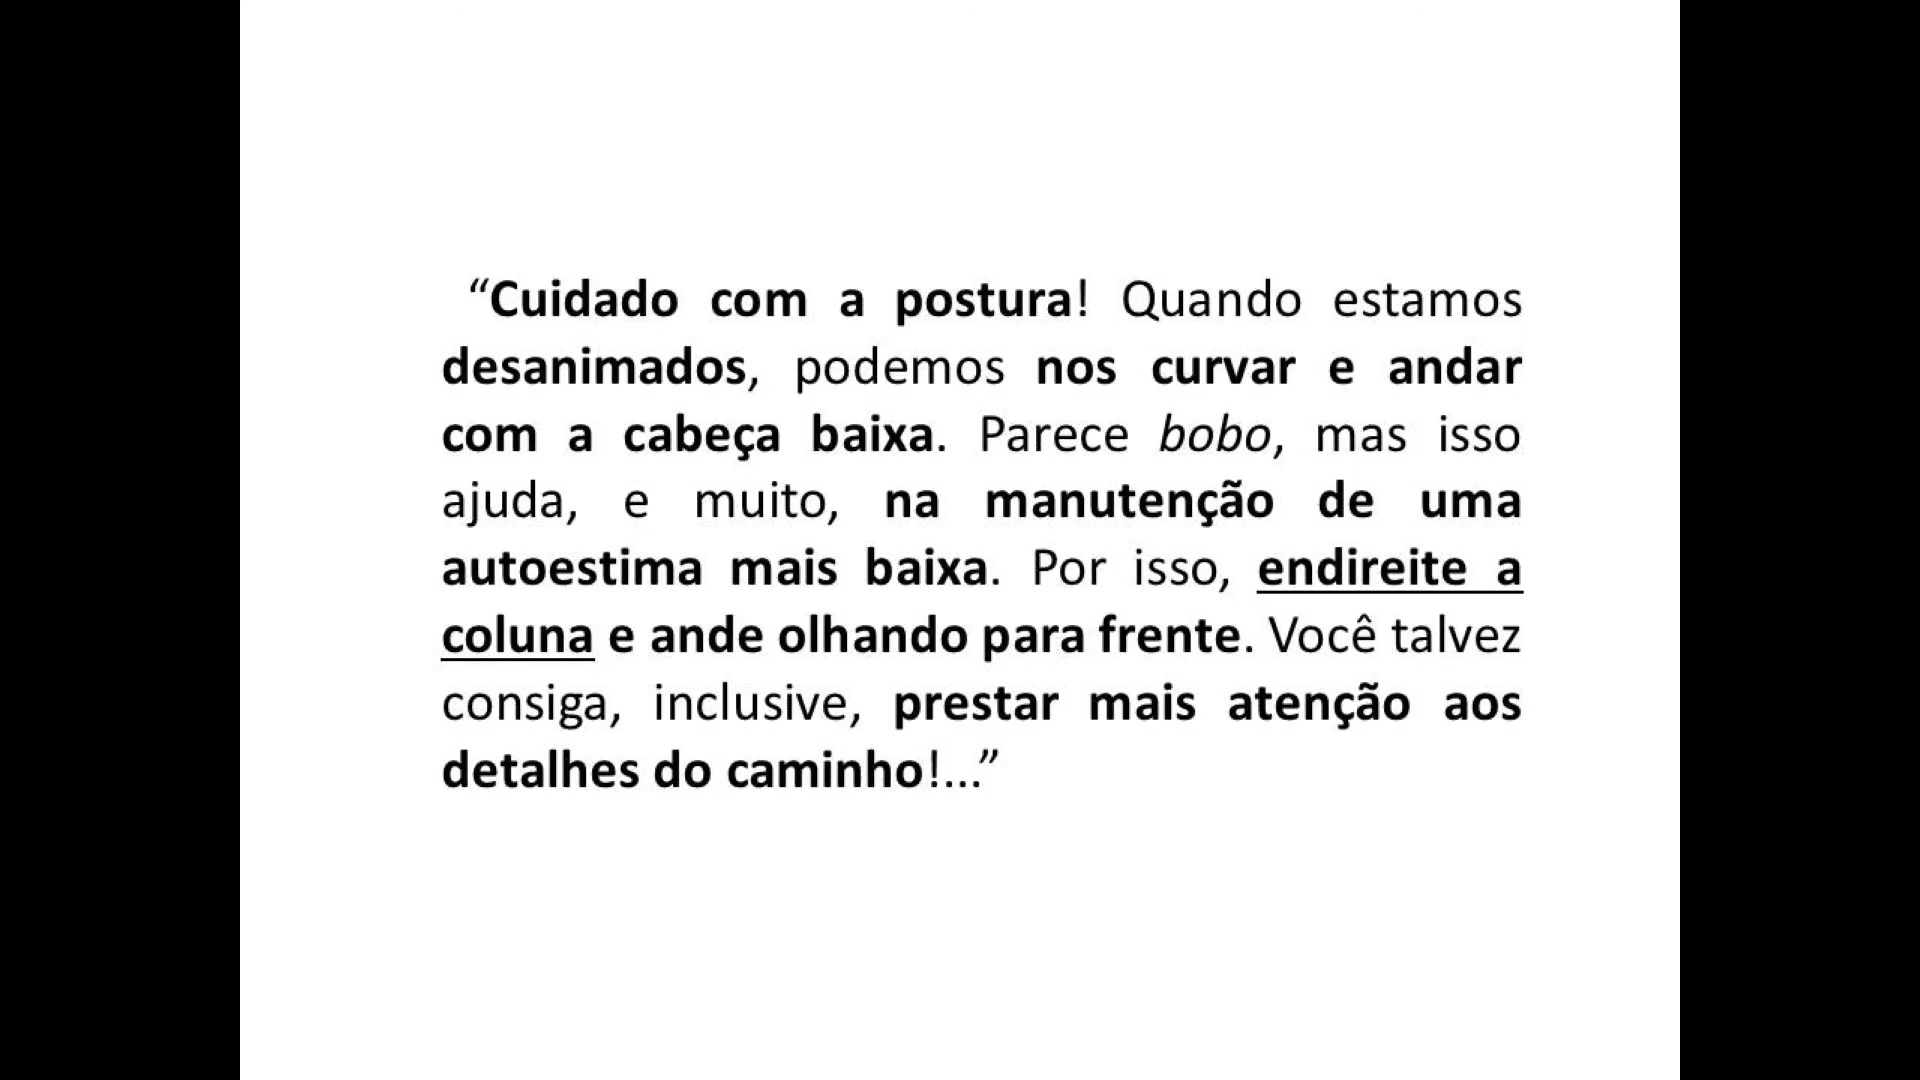 “Cuidado com a postura! Quando estamos
desanimados, podemos nos curvar e andar
com a cabeça baixa. Parece bobo, mas isso
ajuda, e muito, na manutenção de uma
autoestima mais baixa. Por isso, endireite a
coluna e ande olhando para frente. Você talvez
consiga, inclusive, prestar mais atenção aos
detalhes do caminho!...”